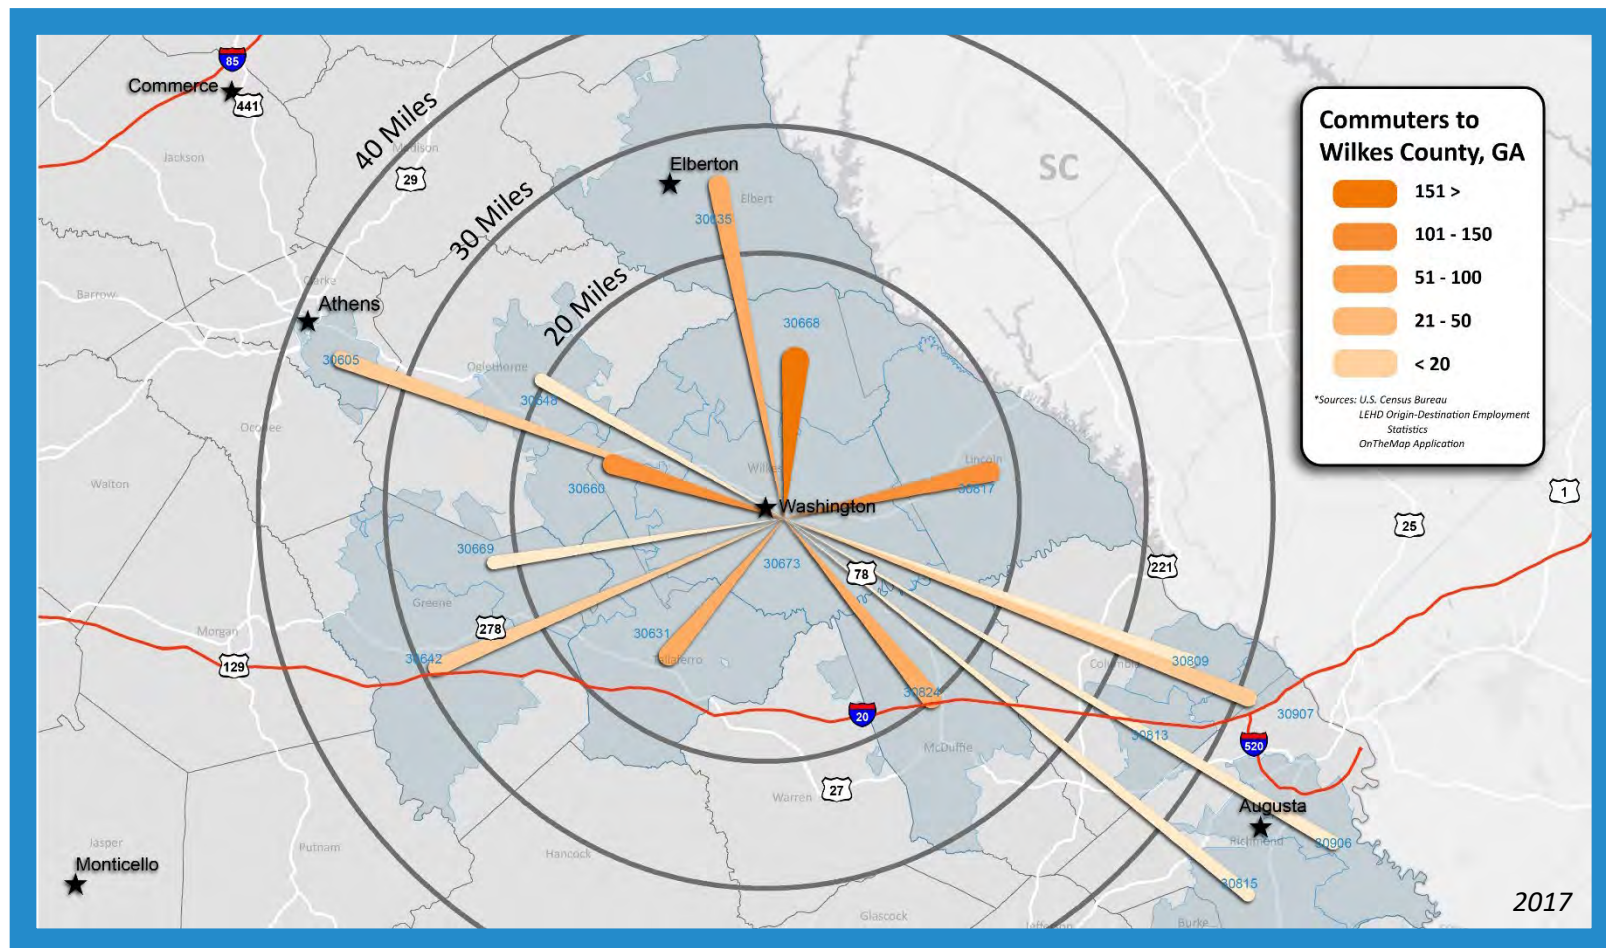 85
Commerce
441
Jackson
40 Miles
Madison
29
Elberton
SC
Elbert
30635
30 Miles
Clarke
Barrow
Athens
20 Miles
30668
30605
Oglethorpe
30648
Oconee
Wilkes
Lincoln
30817
30660
Walton
Washington
30669
30673
78
221
1
25
Greene
278
Morgan
129
30642
30631
Taliaferro
Columbia
30809
30824
20
30907
30813
520
McDuffie
27
Warren
Augusta
Richmond
30906
Jasper
Monticello
Putnam
Hancock
30815
Glascock
Jefferson
Burke
Commuters to
Wilkes County, GA
151 >
101 - 150
51 - 100
21 - 50
< 20
*Sources: U.S. Census Bureau
LEHD Origin-Destination Employment
Statistics
OnTheMap Application
2017